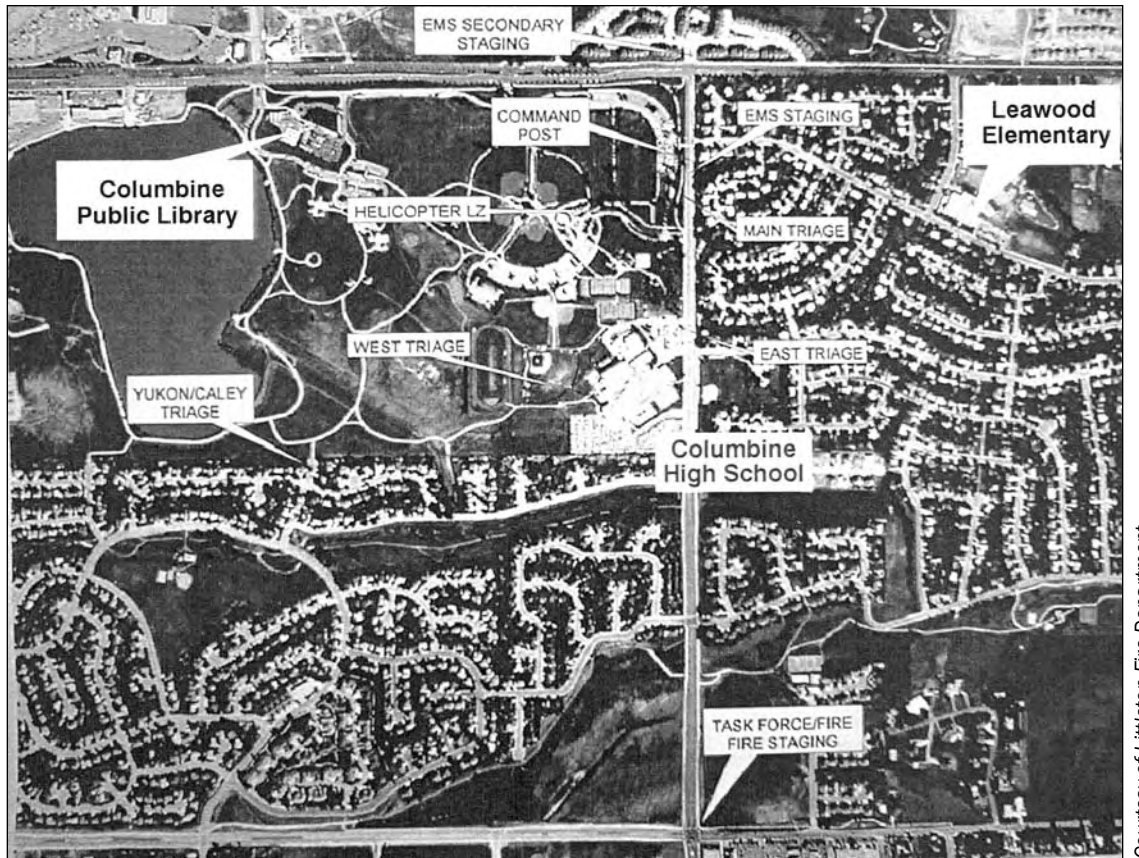 EMS SECONDARY
STAGING
COMMAND
POST
EMS STAGING
Leawood
Elementary
Columbine
Public Library
HELICOPTER LZ
MAIN TRIAGE
WEST TRIAGE
EAST TRIAGE
YUKON/CALEY
TRIAGE
Columbine
High School
TASK FORCE/FIRE
FIRE STAGING
Courtesy of Littleton Fire Department